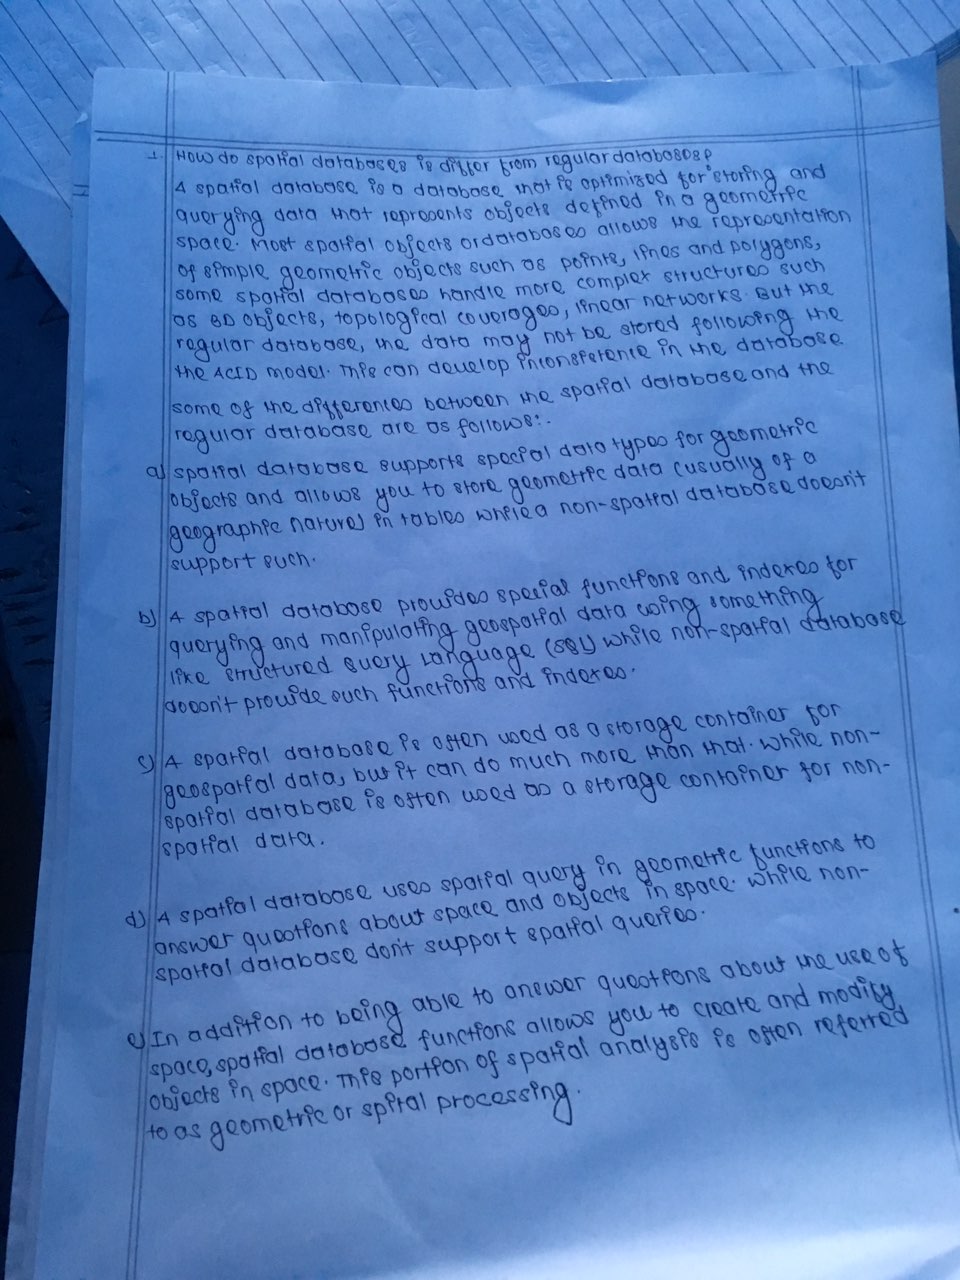 1. How do spatial databases is differ from regular databases?
A spatial database is a database that is optimized for storing and
querying data that represents objects defined in a geometric
space. Most spatial objects or databases allows the representation
of simple geometric objects such as points, lines and polygons,
some spatial databases handle more complex structures such
as 3D objects, topological coverages, linear networks. But the
regular database, the data may not be stored following the
the ACID model. This can develop in the database
some of the differences between the spatial database and the
regular database are as follows:-
a) spatial database supports special data types for geometric
objects and allows you to store geometric data (usually of a
geographic nature) in tables while a non-spatial database doesn't
support such.
b) A spatial database provides special functions and indexes for
querying and manipulating geospatial data using something
like structured Query Language (SQL) while non-spatial database
doesn't provide such functions and indexes.
c) A spatial database is often used as a storage container for
geospatial data, but it can do much more than that. while non-
spatial database is often used as a storage container for non-
spatial data.
d) A spatial database uses spatial query in geometric functions to
answer questions about space and objects in space. while non-
spatial database don't support spatial queries.
e) In addition to being able to answer questions about the use of
space, spatial database functions allows you to create and modify
objects in space. This portion of spatial analysis is often referred
to as geometric or spiral processing.